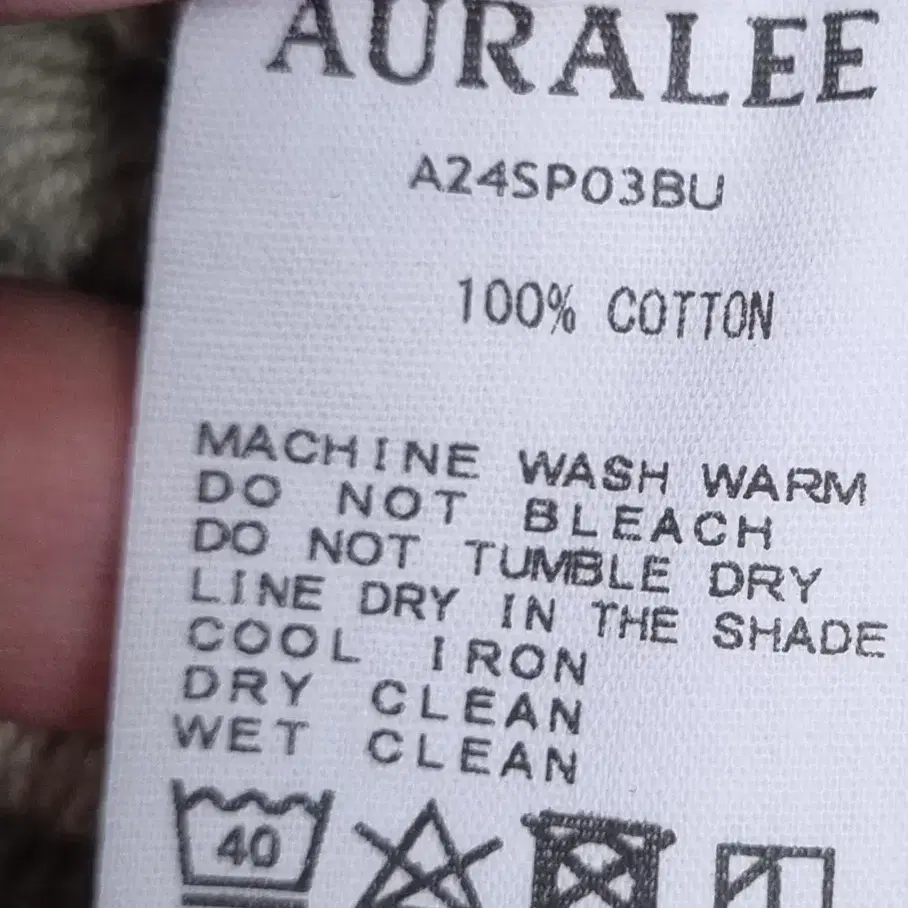 AURALEE
A24SP03BU
100% COTTON
MACHINE WASH WARM
DO NOT BLEACH
DO NOT TUMBLE DRY
LINE DRY IN THE SHADE
COOL IRON
DRY CLEAN
WET CLEAN
40